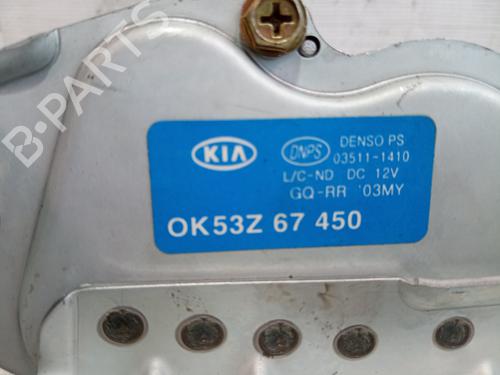 B-PARTS
KIA
DNPS
DENSO PS
03511-1410
L/C-ND DC 12V
GQ-RR '03MY
OK53Z 67 450